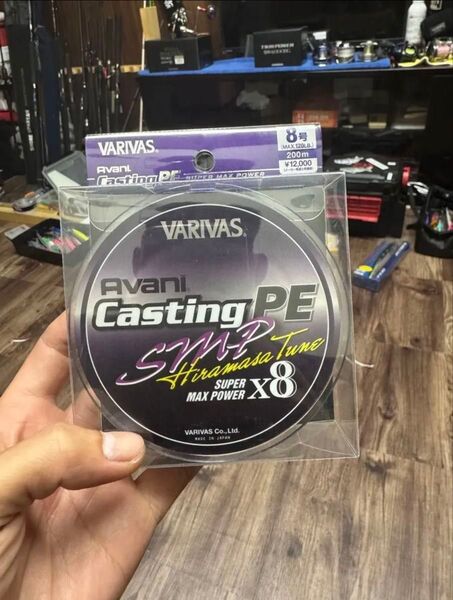 VARIVAS
8号
[MAX.120LB.]
200m
¥12,000
Avani
Casting PE SUPER MAX POWER x8
VARIVAS
Avani
Casting PE
SMP
Hiramasa Tune
SUPER
MAX POWER x8
VARIVAS Co., Ltd.
MADE IN JAPAN